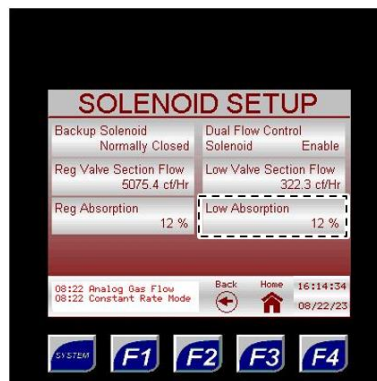 SOLENOID SETUP
Backup Solenoid
Normally Closed
Dual Flow Control
Solenoid Enable
Reg Valve Section Flow
5075.4 cf/Hr
Low Valve Section Flow
322.3 cf/Hr
Reg Absorption
12 %
Low Absorption
12 %
08:22 Analog Gas Flow
08:22 Constant Rate Mode
Back
Home
16:14:34
08/22/23
SYSTEM
F1
F2
F3
F4